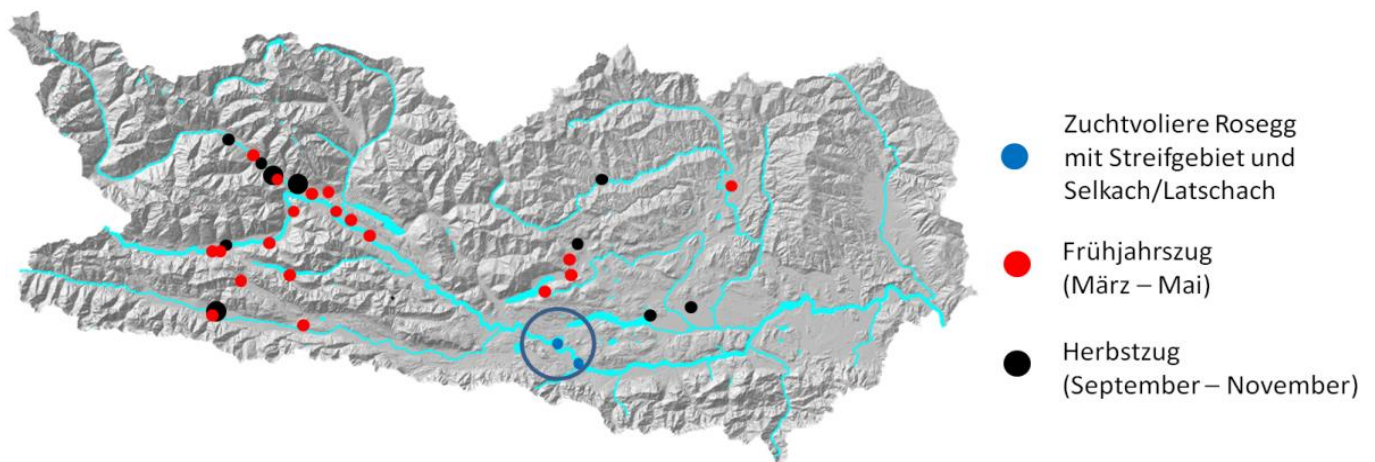 Zuchtvoliere Rosegg
mit Streifgebiet und
Selkach/Latschach
Frühjahrszug
(März – Mai)
Herbstzug
(September – November)